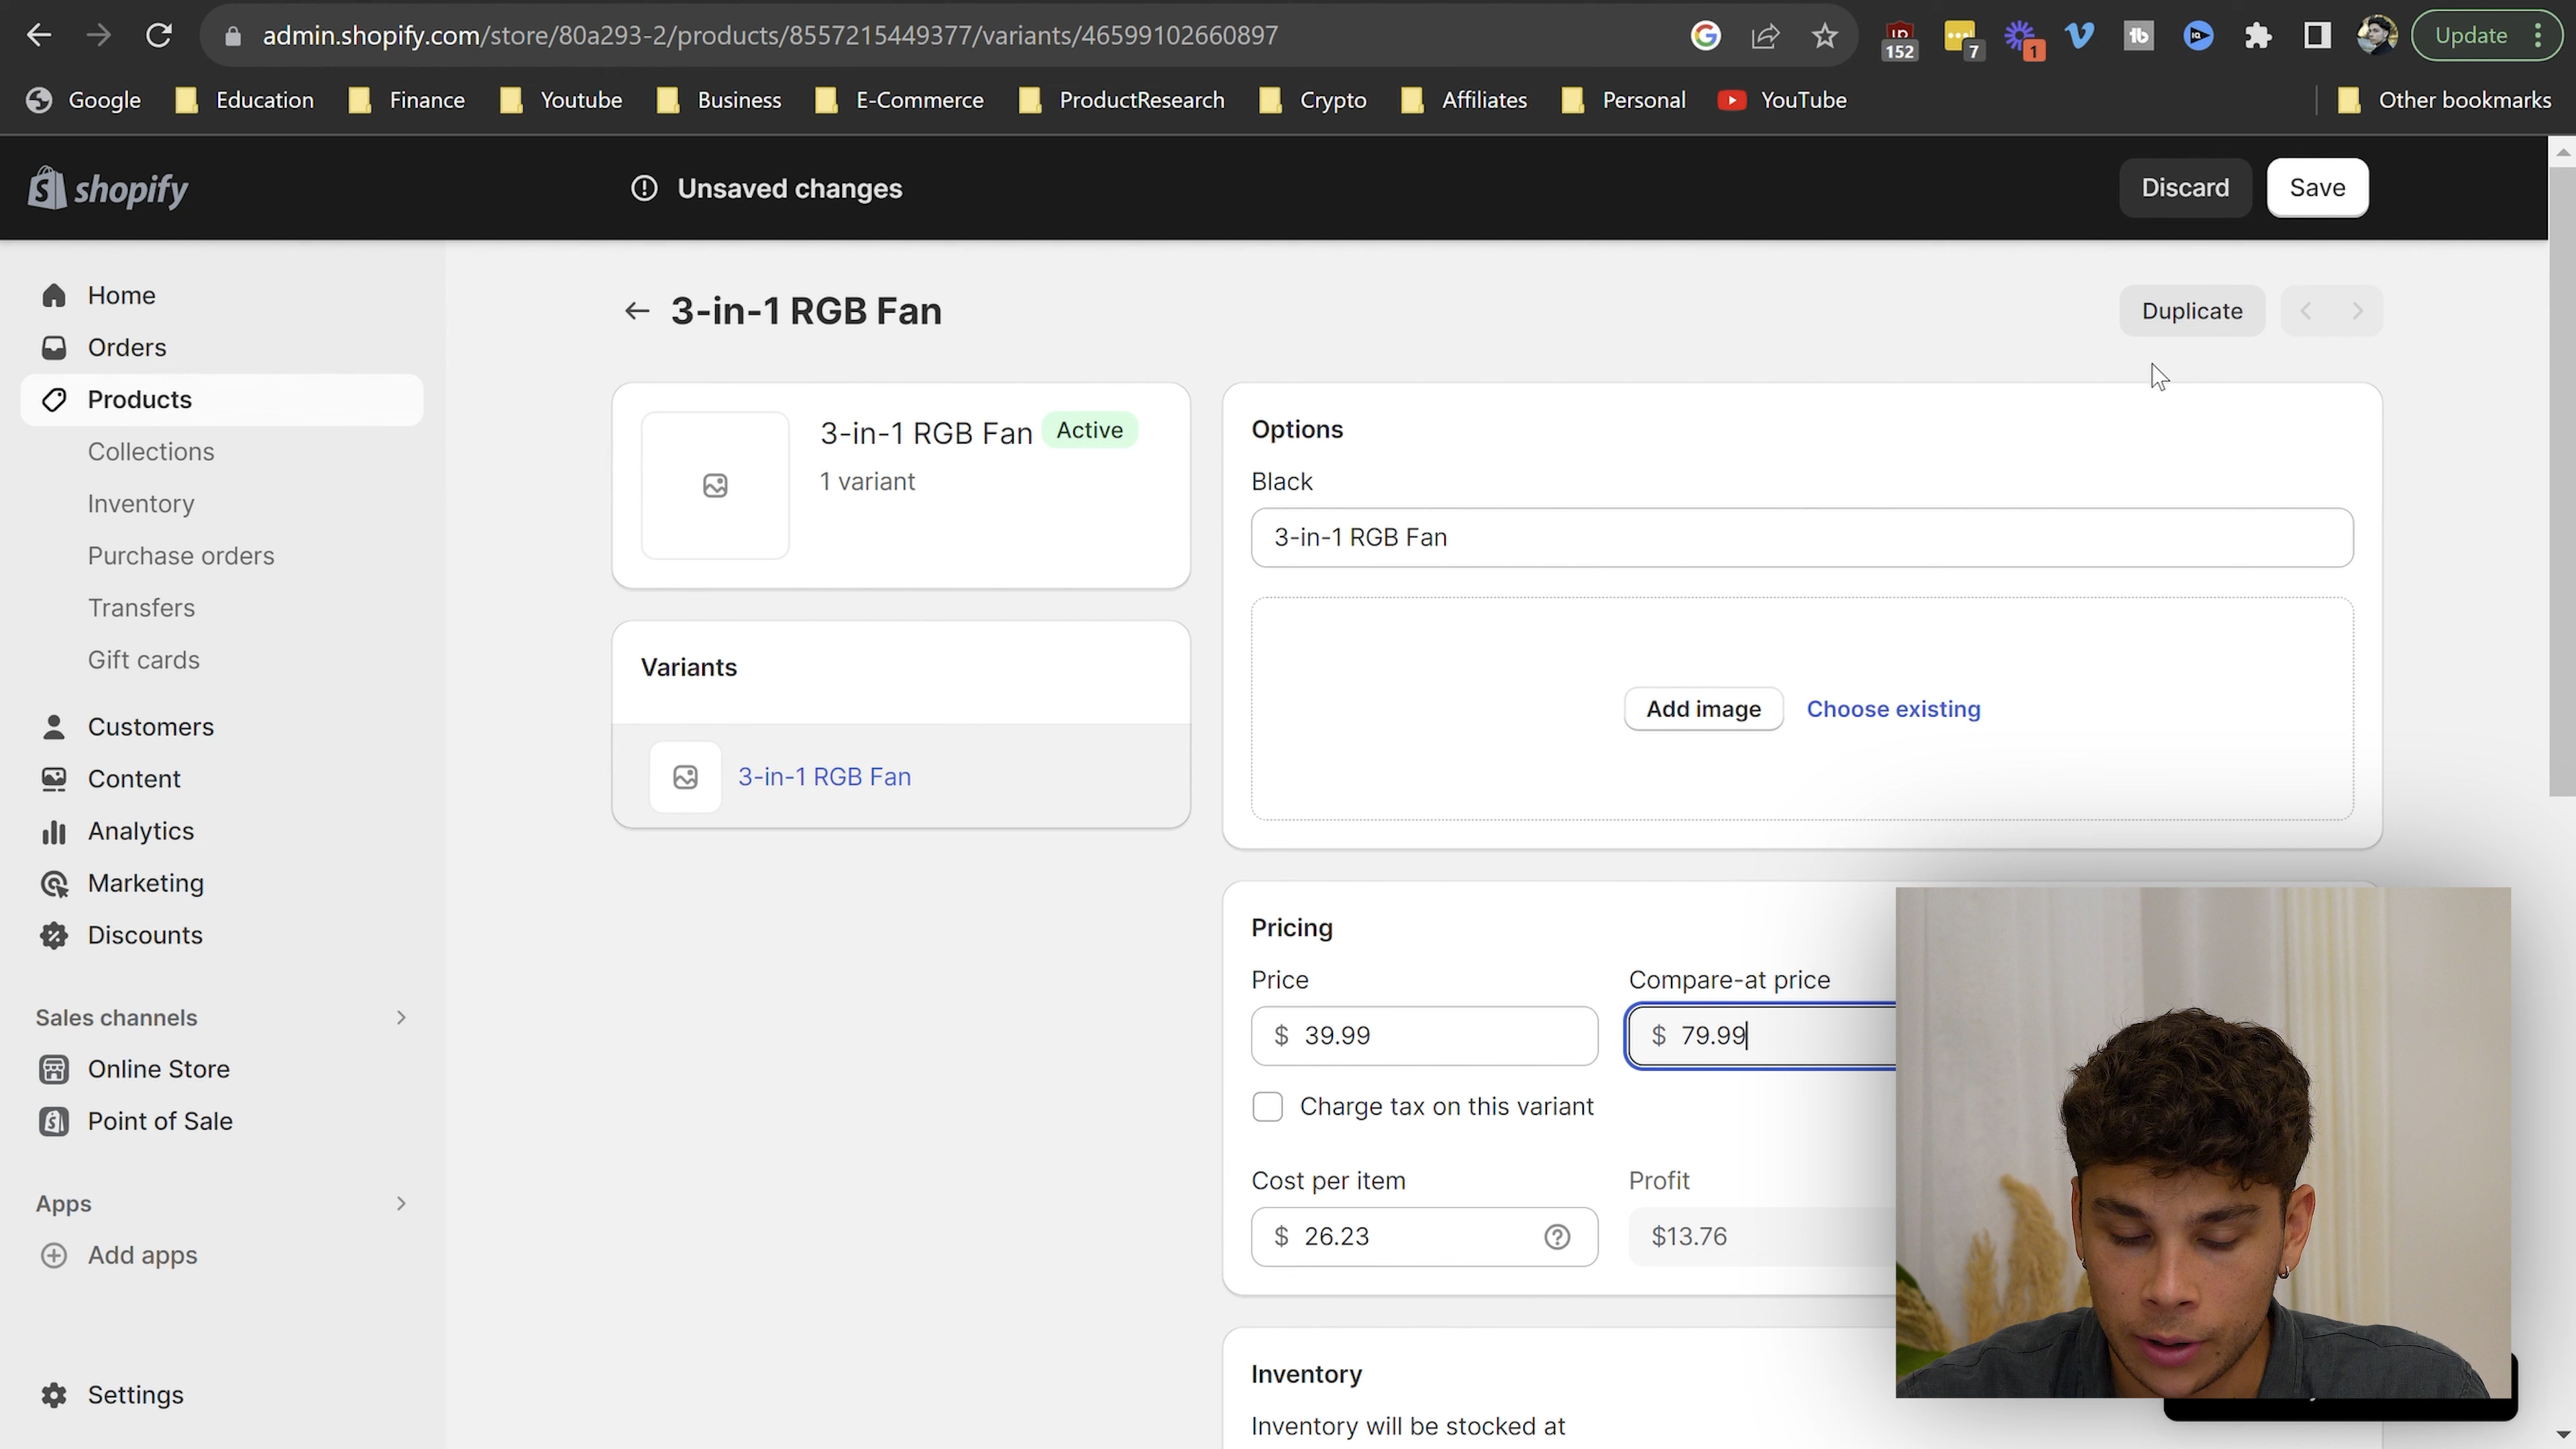 admin.shopify.com/store/80a293-2/products/8557215449377/variants/46599102660897
152
7
1
Update
Google
Education
Finance
Youtube
Business
E-Commerce
ProductResearch
Crypto
Affiliates
Personal
YouTube
Other bookmarks
shopify
Unsaved changes
Discard
Save
Home
Orders
Products
Collections
Inventory
Purchase orders
Transfers
Gift cards
Customers
Content
Analytics
Marketing
Discounts
Sales channels
Online Store
Point of Sale
Apps
Add apps
Settings
3-in-1 RGB Fan
Duplicate
3-in-1 RGB Fan
Active
1 variant
Variants
3-in-1 RGB Fan
Options
Black
3-in-1 RGB Fan
Add image
Choose existing
Pricing
Price
Compare-at price
$ 39.99
$ 79.99
Charge tax on this variant
Cost per item
Profit
$ 26.23
$13.76
Inventory
Inventory will be stocked at